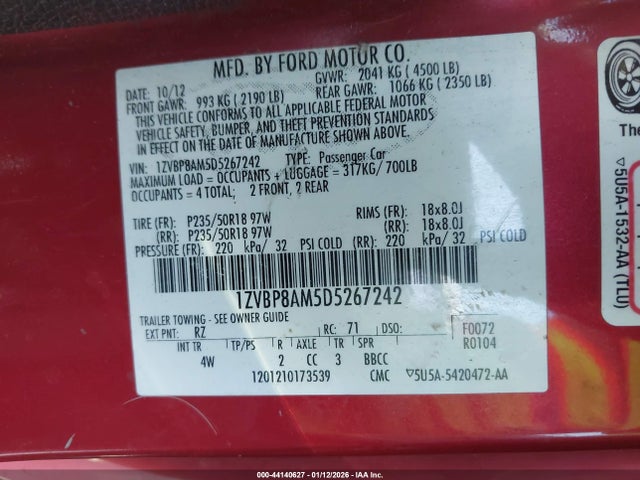 MFD. BY FORD MOTOR CO.
DATE: 10/12 GVWR: 2041 KG ( 4500 LB)
FRONT GAWR: 993 KG ( 2190 LB) REAR GAWR: 1066 KG ( 2350 LB)
THIS VEHICLE CONFORMS TO ALL APPLICABLE FEDERAL MOTOR
VEHICLE SAFETY, BUMPER, AND THEFT PREVENTION STANDARDS
IN EFFECT ON THE DATE OF MANUFACTURE SHOWN ABOVE.
VIN: 1ZVBP8AM5D5267242 TYPE: Passenger Car
MAXIMUM LOAD = OCCUPANTS + LUGGAGE = 317KG/ 700LB
OCCUPANTS = 4 TOTAL; 2 FRONT, 2 REAR
TIRE (FR): P235/50R18 97W RIMS (FR): 18x8.0J
(RR): P235/50R18 97W (RR): 18x8.0J
PRESSURE (FR): 220 kPa/ 32 PSI COLD (RR): 220 kPa/ 32 PSI COLD
1ZVBP8AM5D5267242
TRAILER TOWING - SEE OWNER GUIDE
EXT PNT: RZ RC: 71 DSO: F0072
R0104
INT TR TP/PS R AXLE TR SPR
4W 2 CC 3 BBCC
1201210173539 CMC 5U5A-5420472-AA
The
5U5A-1532-AA (TLU)
000-44140627 - 01/12/2026 - IAA Inc.